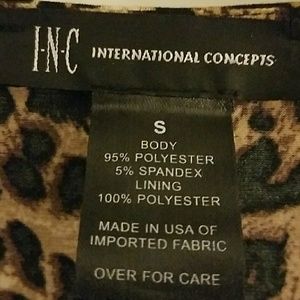 I·N·C INTERNATIONAL CONCEPTS
S
BODY
95% POLYESTER
5% SPANDEX
LINING
100% POLYESTER
MADE IN USA OF
IMPORTED FABRIC
OVER FOR CARE